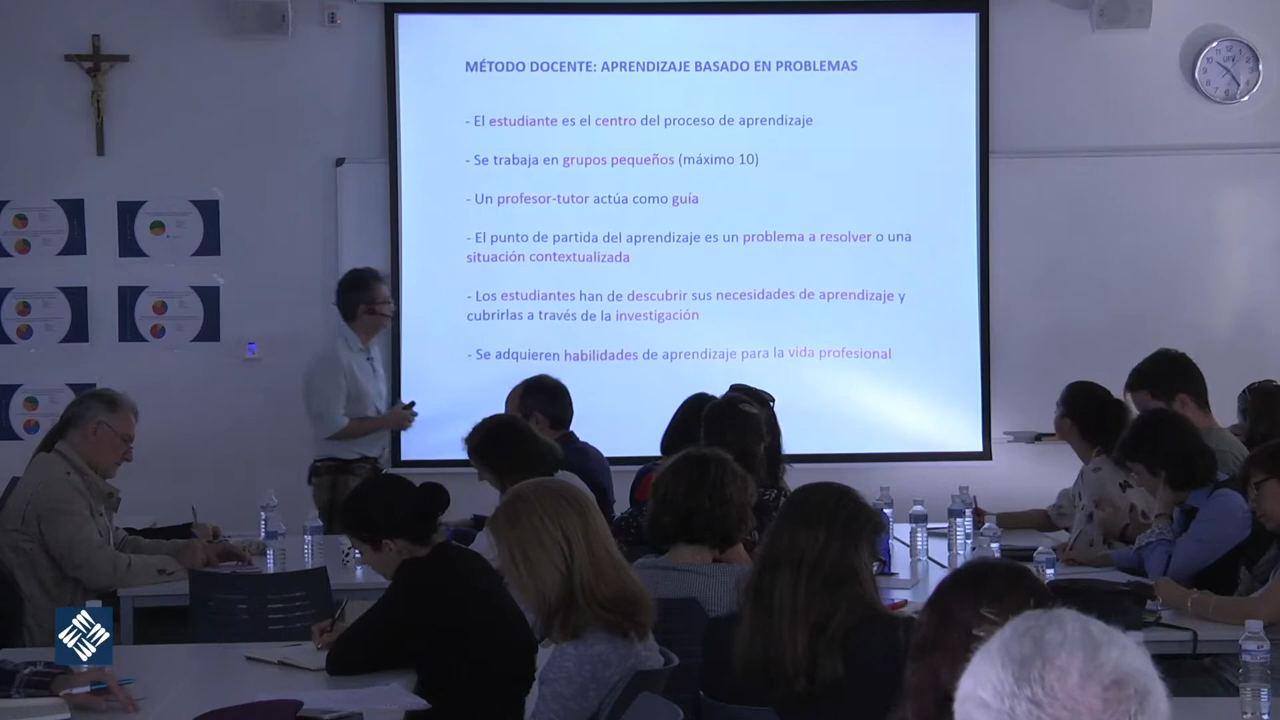 MÉTODO DOCENTE: APRENDIZAJE BASADO EN PROBLEMAS
- El estudiante es el centro del proceso de aprendizaje
- Se trabaja en grupos pequeños (máximo 10)
- Un profesor-tutor actúa como guía
- El punto de partida del aprendizaje es un problema a resolver o una
situación contextualizada
- Los estudiantes han de descubrir sus necesidades de aprendizaje y
cubrirlas a través de la investigación
- Se adquieren habilidades de aprendizaje para la vida profesional
UFV